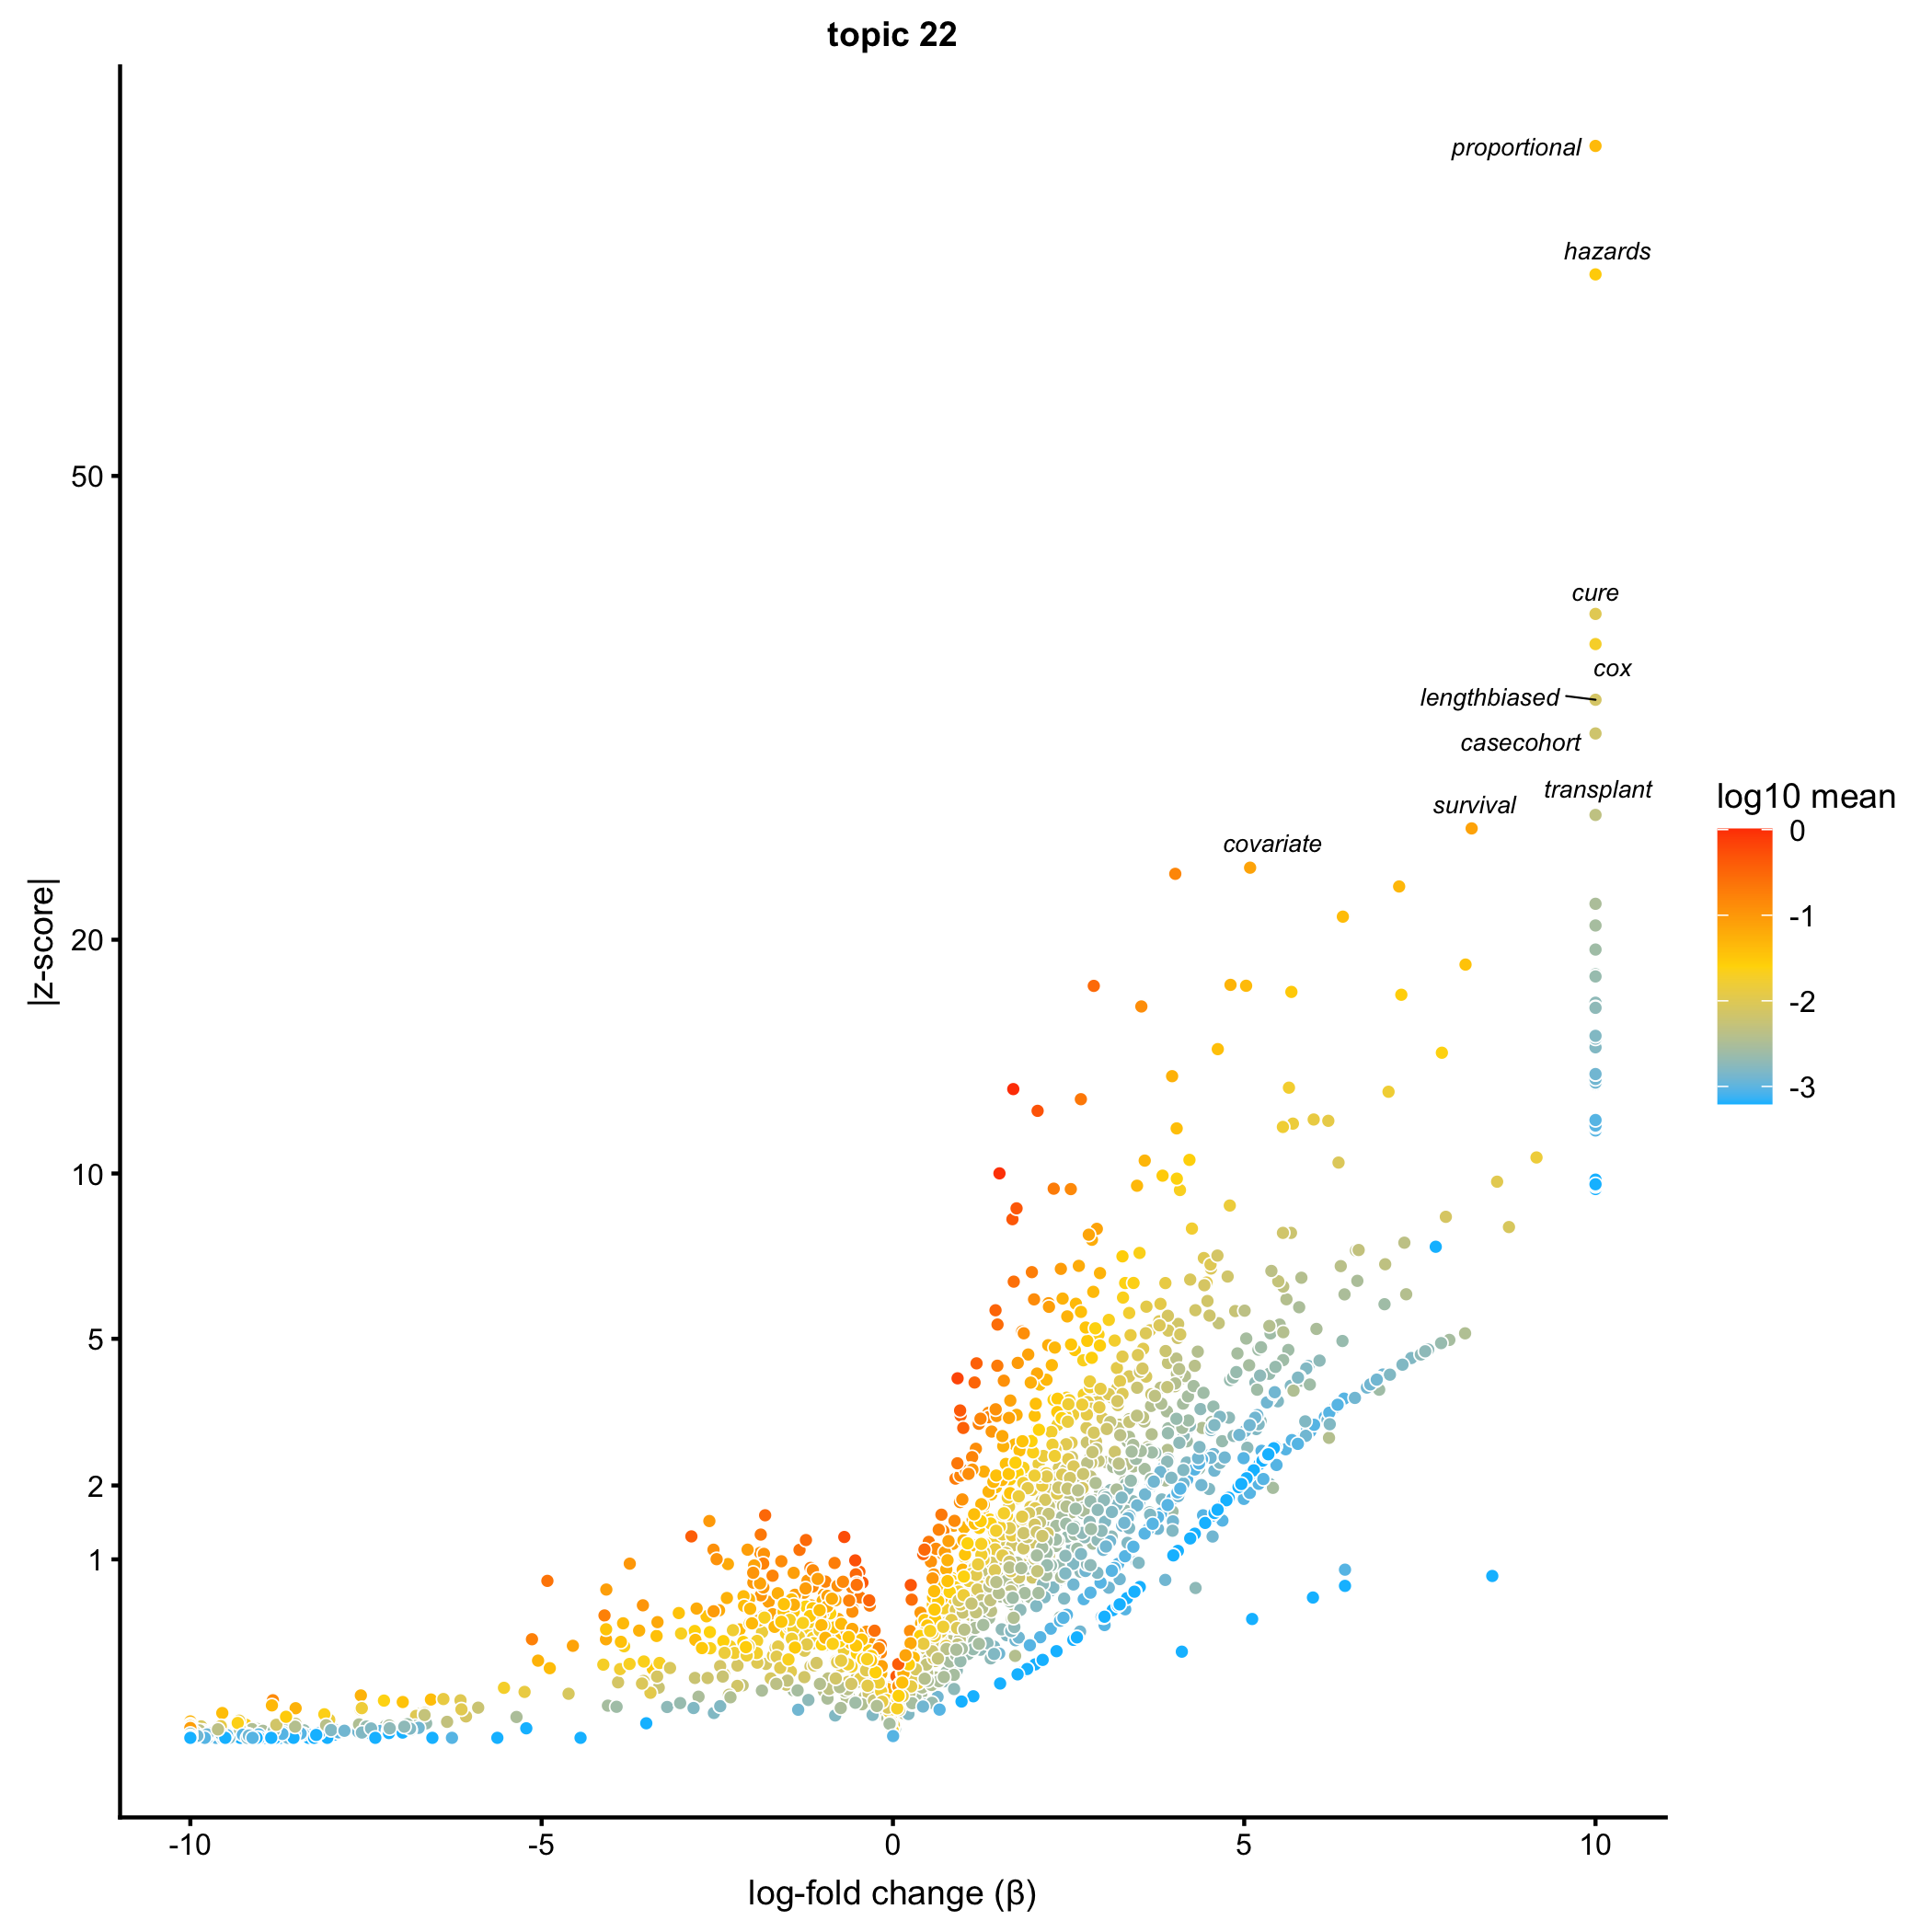 topic 22
proportional
hazards
50
cure
cox
lengthbiased
casecohort
transplant
survival
covariate
log10 mean
0
-1
-2
-3
|z-score|
20
10
5
2
1
-10
-5
0
5
10
log-fold change (β)